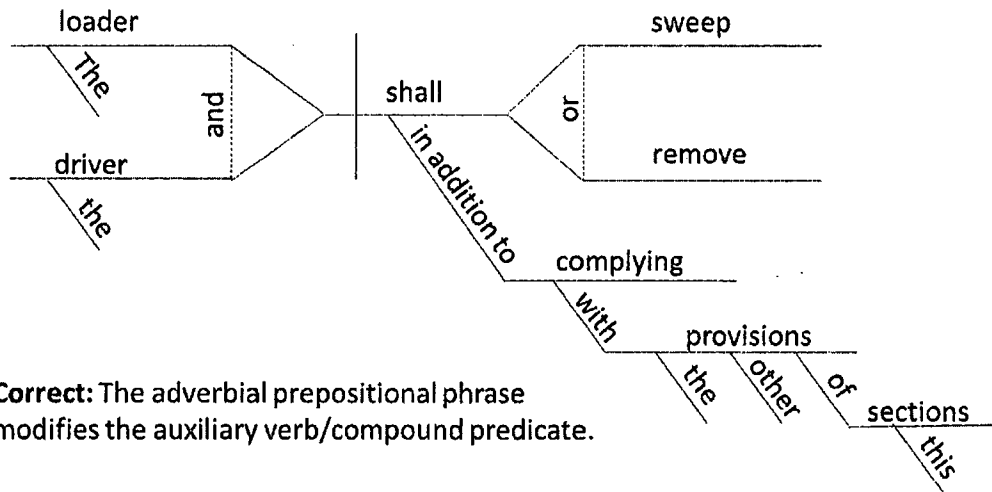 loader
sweep
The
and
shall
or
driver
remove
the
in addition to
complying
with
provisions
the
other
of
sections
this
Correct: The adverbial prepositional phrase
modifies the auxiliary verb/compound predicate.